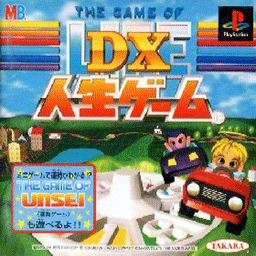 MB
THE GAME OF
LIFE
DX
人生ゲーム
PlayStation
ミニゲームで運勢がわかる!?
THE GAME OF
UNSEI
(運勢ゲーム)
も遊べるよ!!
TAKARA